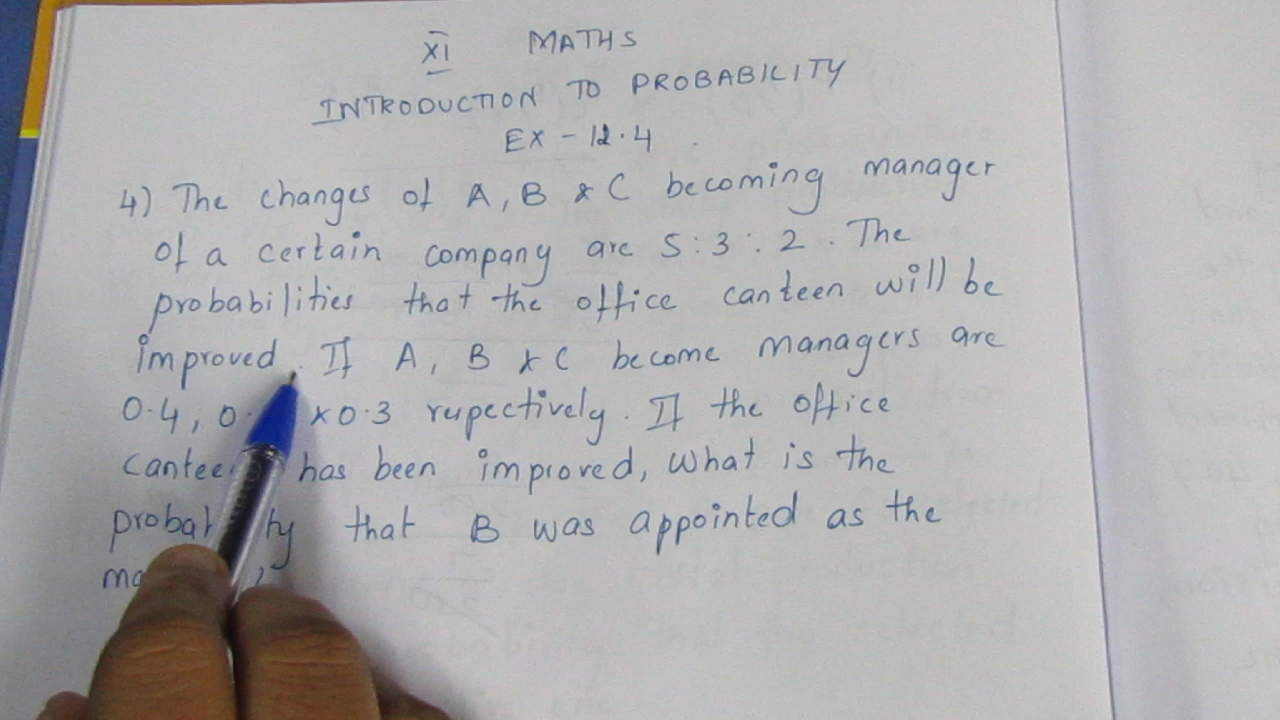 XI MATHS
INTRODUCTION TO PROBABILITY
EX - 12.4
4) The changes of A, B & C becoming manager
of a certain company are 5:3:2. The
probabilities that the office canteen will be
improved. If A, B & C become managers are
0.4, 0. & 0.3 rupectively. If the office
cantee has been improved, what is the
probab ty that B was appointed as the
ma